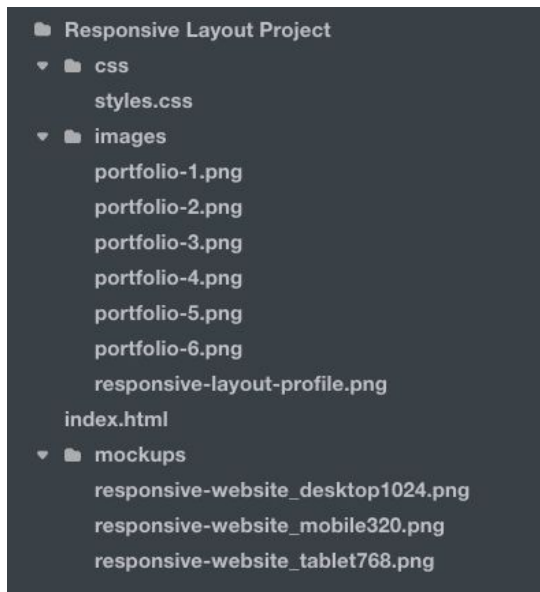 Responsive Layout Project
css
styles.css
images
portfolio-1.png
portfolio-2.png
portfolio-3.png
portfolio-4.png
portfolio-5.png
portfolio-6.png
responsive-layout-profile.png
index.html
mockups
responsive-website_desktop1024.png
responsive-website_mobile320.png
responsive-website_tablet768.png